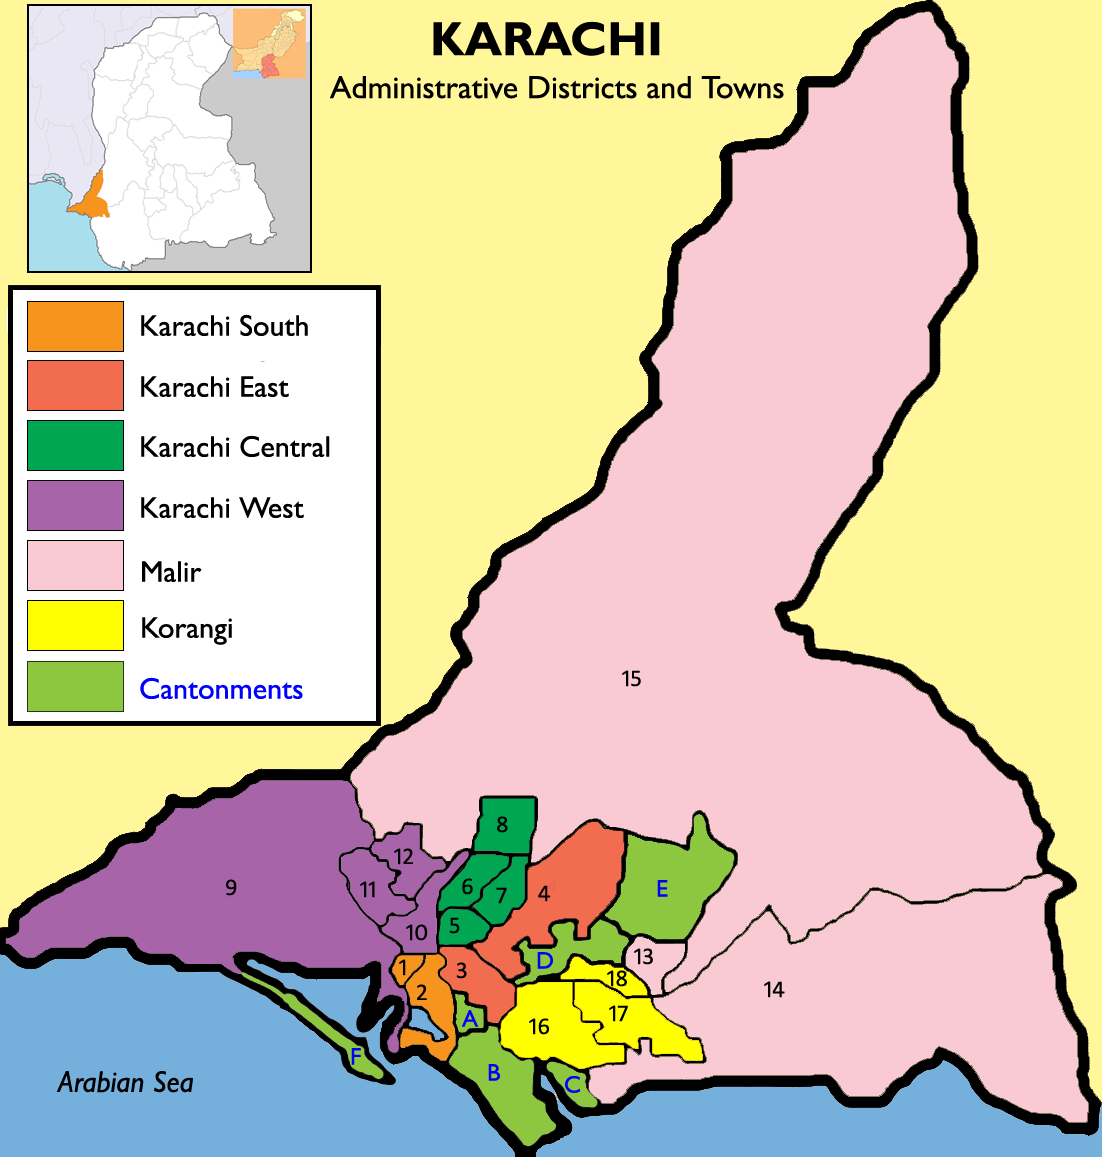 KARACHI
Administrative Districts and Towns
Karachi South
Karachi East
Karachi Central
Karachi West
Malir
Korangi
Cantonments
15
8
12
6
7
4
E
9
11
5
10
D
13
1
3
18
2
14
A
17
16
F
B
C
Arabian Sea